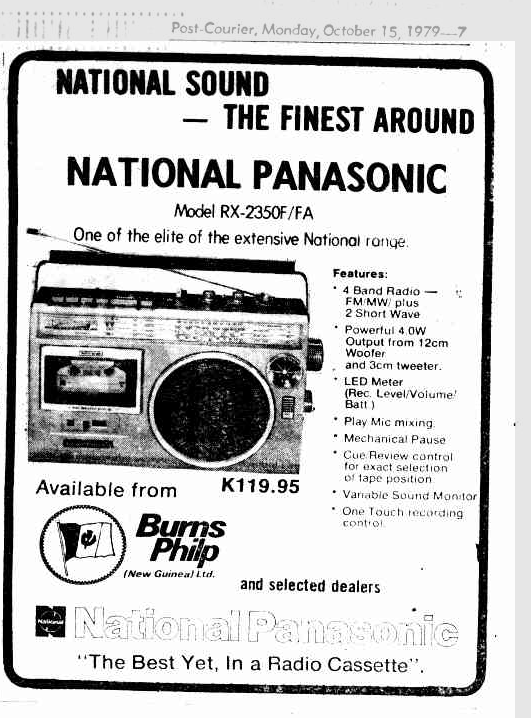 Post-Courier, Monday, October 15, 1979—7
NATIONAL SOUND
— THE FINEST AROUND
NATIONAL PANASONIC
Model RX-2350F/FA
One of the elite of the extensive National range.
Features:
* 4 Band Radio —
FM/MW/ plus
2 Short Wave
* Powerful 4.0W
Output from 12cm
Woofer
and 3cm tweeter.
* LED Meter
(Rec. Level/Volume/
Batt.)
* Play Mic mixing.
* Mechanical Pause
* Cue/Review control
for exact selection
of tape position
* Variable Sound Monitor
* One Touch recording
control.
Available from K119.95
Burns
Philp
(New Guinea) Ltd.
and selected dealers
National
National Panasonic
"The Best Yet, In a Radio Cassette".